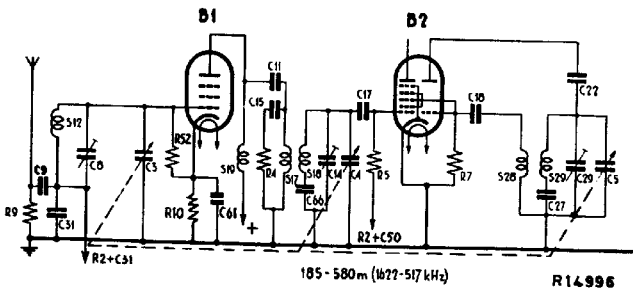 B1
B2
C11
C15
C17
C18
C22
S12
C9
C8
C3
R52
S19
R4
S17
S18
C14
C4
C66
R5
R7
S28
S29
C29
C5
C27
R9
C31
R10
C61
+
R2+C31
R2+C50
185-580m (1622-517 kHz)
R14996